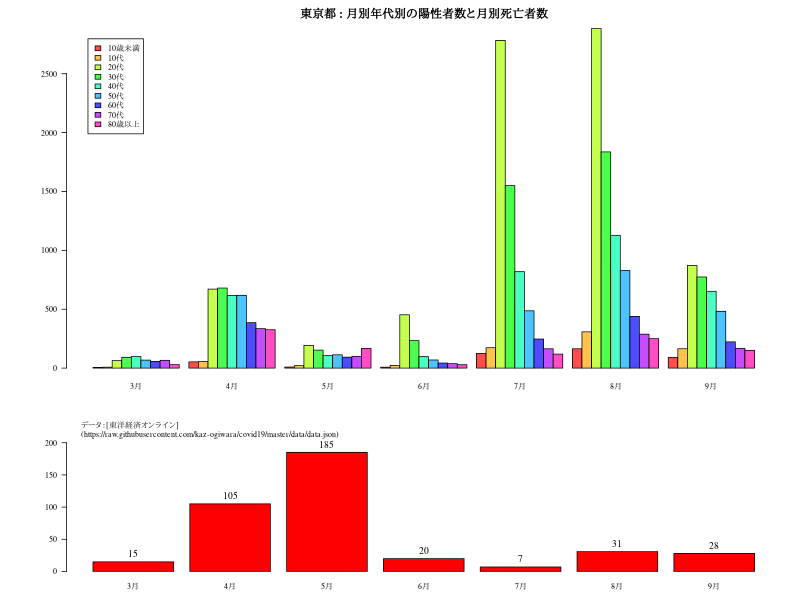 東京都：月別年代別の陽性者数と月別死亡者数
10歳未満
10代
20代
30代
40代
50代
60代
70代
80歳以上
2500
2000
1500
1000
500
0
3月 4月 5月 6月 7月 8月 9月
データ：[東洋経済オンライン]
(https://raw.githubusercontent.com/kaz-ogiwara/covid19/master/data/data.json)
200
150
100
50
0
15 105 185 20 7 31 28
3月 4月 5月 6月 7月 8月 9月